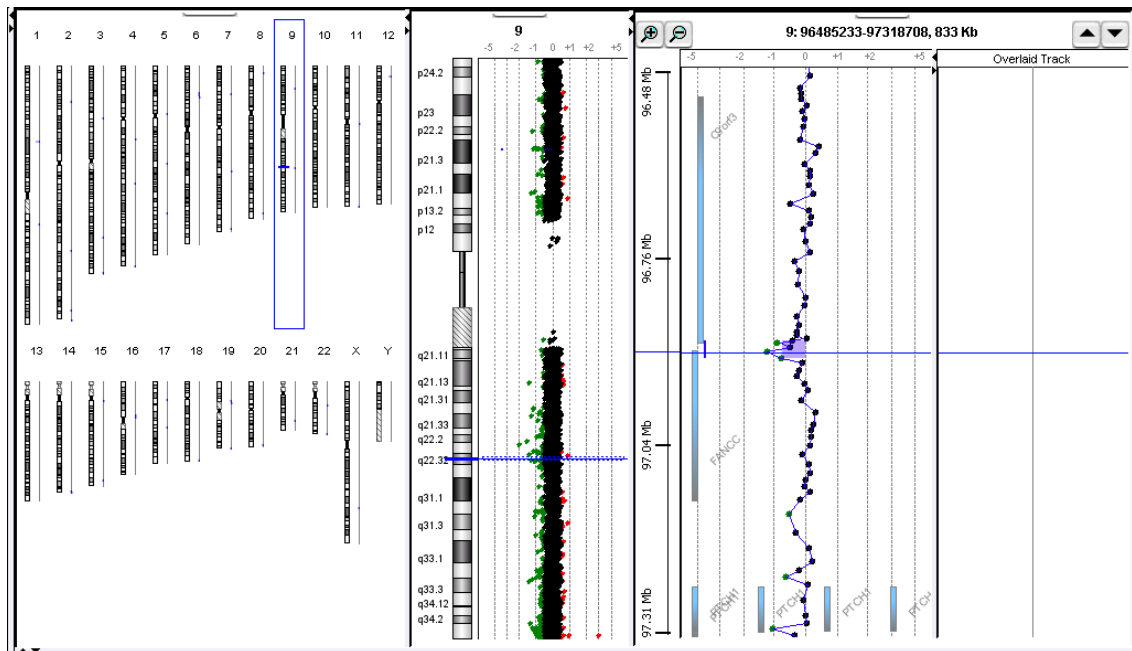 1 2 3 4 5 6 7 8 9 10 11 12
13 14 15 16 17 18 19 20 21 22 X Y
9
-5 -2 -1 0 +1 +2 +5
p24.2
p23
p22.2
p21.3
p21.1
p13.2
p12
q21.11
q21.13
q21.31
q21.33
q22.2
q22.32
q31.1
q31.3
q33.1
q33.3
q34.12
q34.2
9: 96485233-97318708, 833 Kb
-5 -2 -1 0 +1 +5
Overlaid Track
96.48 Mb
C9orf3
96.76 Mb
97.04 Mb
FANCC
97.31 Mb
PTCH1 PTCH1 PTCH1